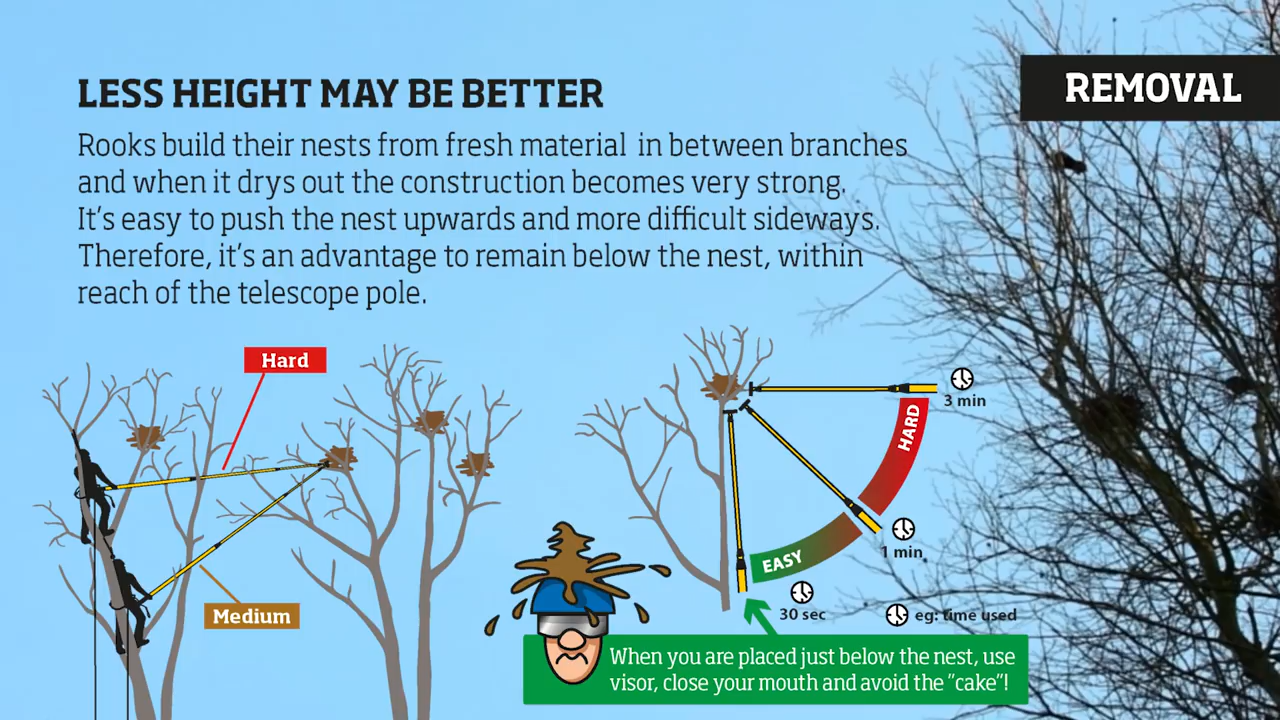 REMOVAL
LESS HEIGHT MAY BE BETTER
Rooks build their nests from fresh material in between branches
and when it drys out the construction becomes very strong.
It's easy to push the nest upwards and more difficult sideways.
Therefore, it's an advantage to remain below the nest, within
reach of the telescope pole.
Hard
Medium
3 min
HARD
1 min
EASY
30 sec
eg: time used
When you are placed just below the nest, use
visor, close your mouth and avoid the "cake"!